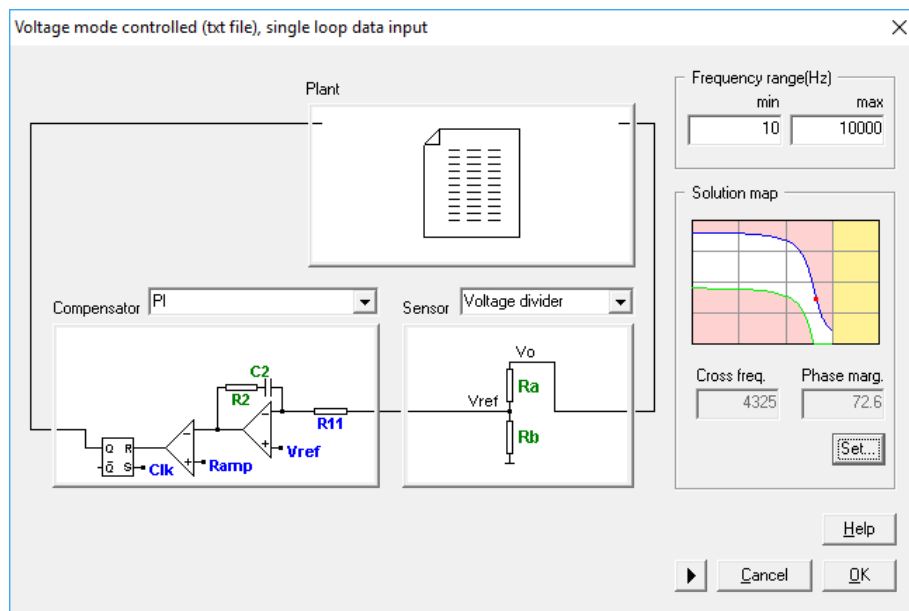 Voltage mode controlled (txt file), single loop data input
Plant
Frequency range(Hz)
min max
10 10000
Solution map
Compensator PI
Sensor Voltage divider
C2
R2
R11
Vref
Ramp
Clk
Q R
Q S
- +
- +
Vo
Vref
Ra
Rb
Cross freq. Phase marg.
4325 72.6
Set...
Help
Cancel OK